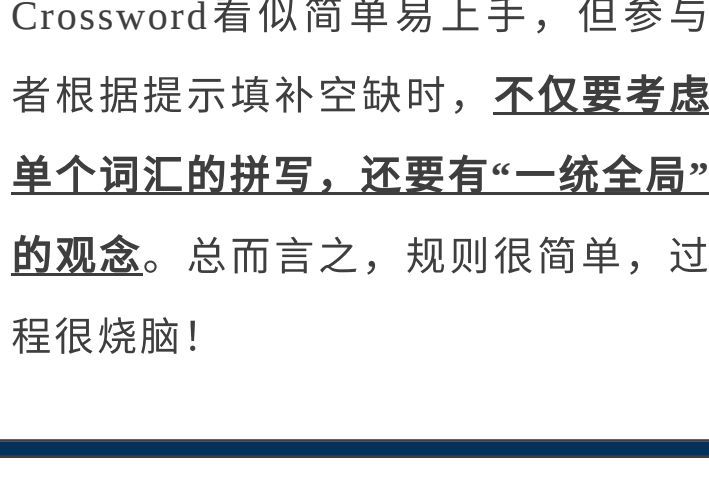 Crossword看似简单易上手，但参与
者根据提示填补空缺时，不仅要考虑
单个词汇的拼写，还要有“一统全局”
的观念。总而言之，规则很简单，过
程很烧脑！